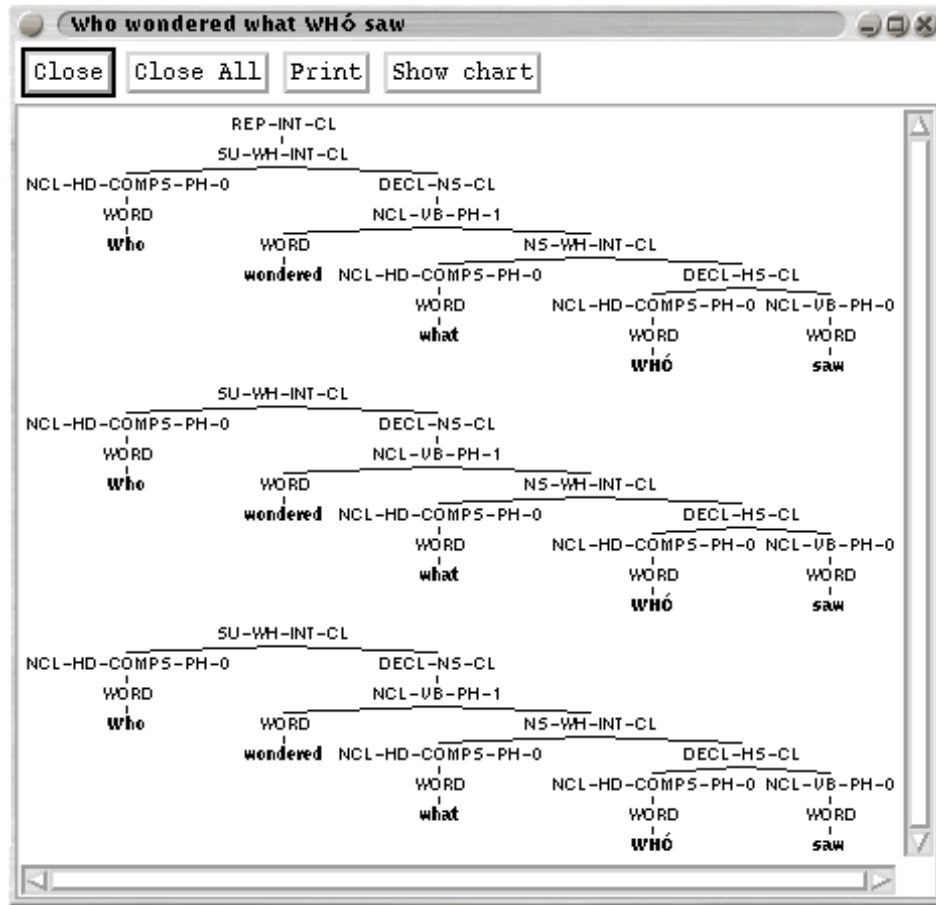 Who wondered what WHÓ saw
Close Close All Print Show chart
REP-INT-CL
SU-WH-INT-CL
NCL-HD-COMPS-PH-0 DECL-NS-CL
WORD NCL-VB-PH-1
Who WORD NS-WH-INT-CL
wondered NCL-HD-COMPS-PH-0 DECL-HS-CL
WORD NCL-HD-COMPS-PH-0 NCL-VB-PH-0
what WORD WORD
WHÓ saw
SU-WH-INT-CL
NCL-HD-COMPS-PH-0 DECL-NS-CL
WORD NCL-VB-PH-1
Who WORD NS-WH-INT-CL
wondered NCL-HD-COMPS-PH-0 DECL-HS-CL
WORD NCL-HD-COMPS-PH-0 NCL-VB-PH-0
what WORD WORD
WHÓ saw
SU-WH-INT-CL
NCL-HD-COMPS-PH-0 DECL-NS-CL
WORD NCL-VB-PH-1
Who WORD NS-WH-INT-CL
wondered NCL-HD-COMPS-PH-0 DECL-HS-CL
WORD NCL-HD-COMPS-PH-0 NCL-VB-PH-0
what WORD WORD
WHÓ saw